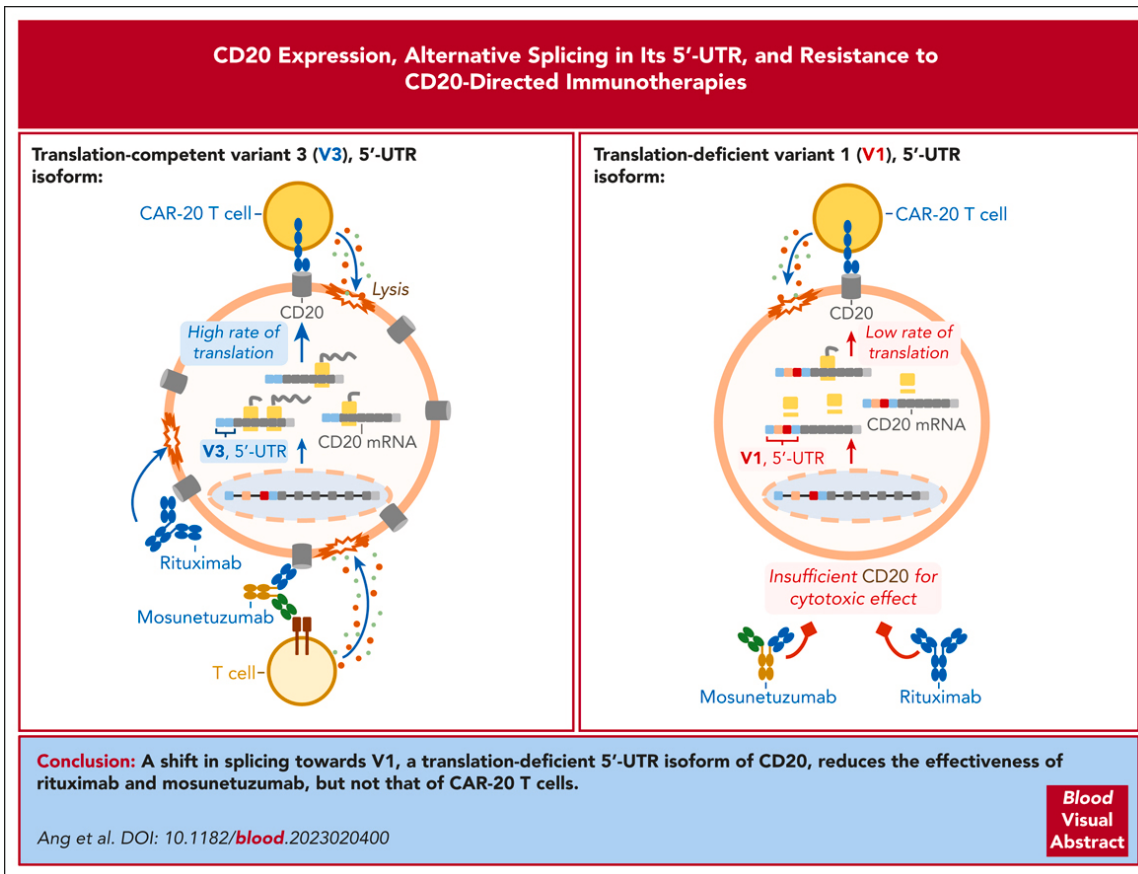 CD20 Expression, Alternative Splicing in Its 5'-UTR, and Resistance to
CD20-Directed Immunotherapies
Translation-competent variant 3 (V3), 5'-UTR
isoform:
CAR-20 T cell
Lysis
CD20
High rate of
translation
CD20 mRNA
V3, 5'-UTR
Rituximab
Mosunetuzumab
T cell
Translation-deficient variant 1 (V1), 5'-UTR
isoform:
CAR-20 T cell
CD20
Low rate of
translation
CD20 mRNA
V1, 5'-UTR
Insufficient CD20 for
cytotoxic effect
Mosunetuzumab
Rituximab
Conclusion: A shift in splicing towards V1, a translation-deficient 5'-UTR isoform of CD20, reduces the effectiveness of
rituximab and mosunetuzumab, but not that of CAR-20 T cells.
Ang et al. DOI: 10.1182/blood.2023020400
Blood
Visual
Abstract